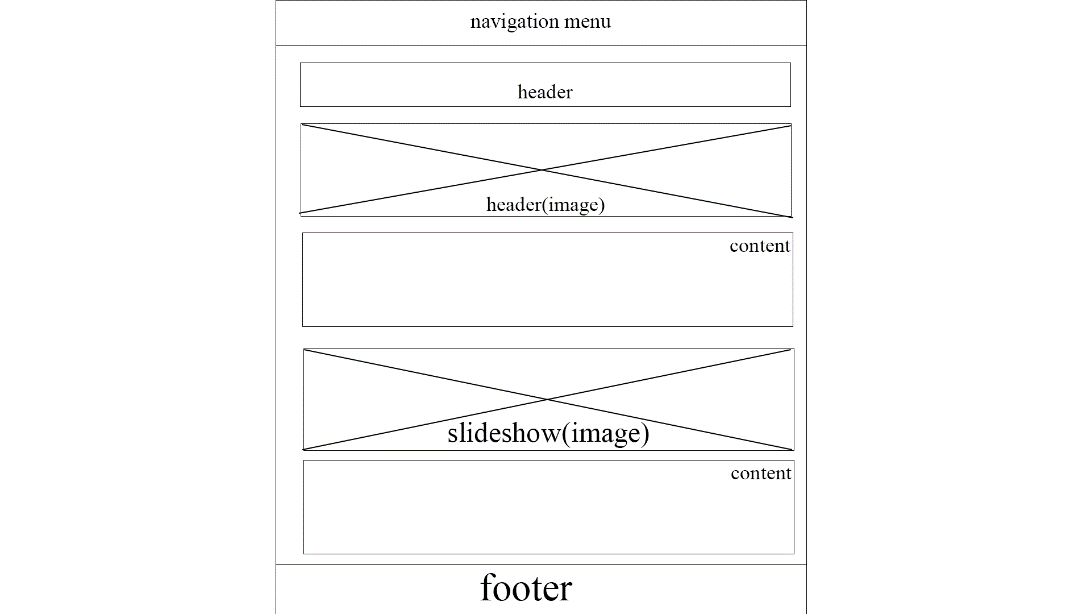 navigation menu
header
header(image)
content
slideshow(image)
content
footer